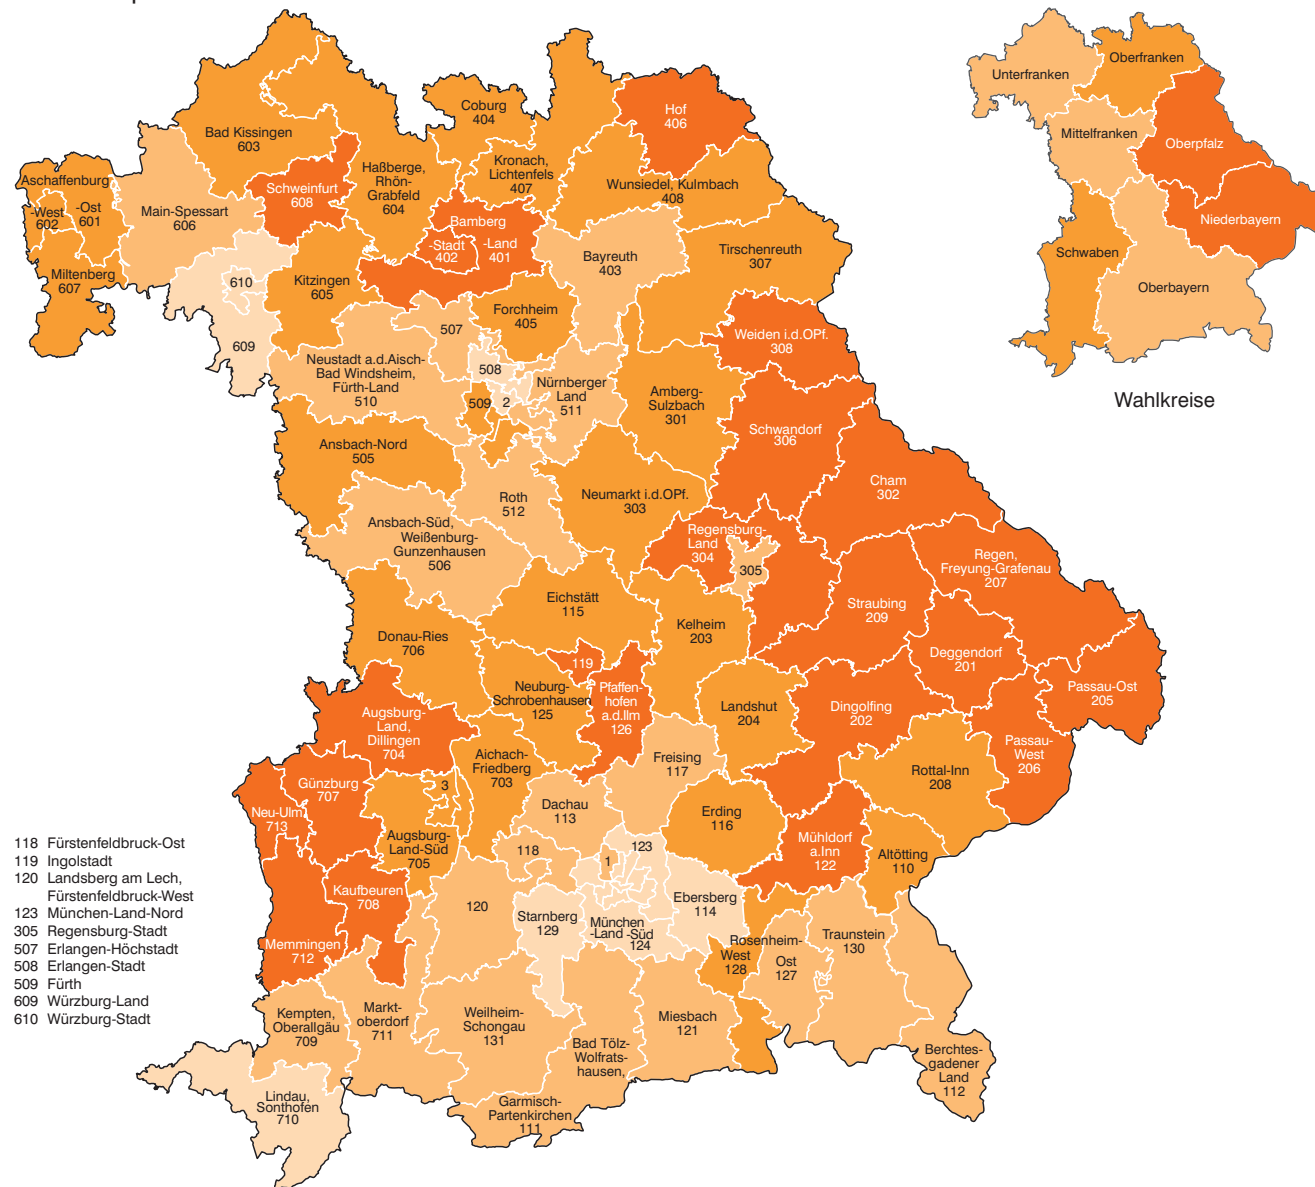 Hof
406
Coburg
404
Bad Kissingen
603
Kronach,
Lichtenfels
407
Haßberge,
Rhön-
Grabfeld
604
Wunsiedel, Kulmbach
408
Aschaffenburg
-West
602
-Ost
601
Schweinfurt
608
Main-Spessart
606
Bamberg
-Stadt
402
-Land
401
Bayreuth
403
Tirschenreuth
307
Miltenberg
607
610
Kitzingen
605
Forchheim
405
507
609
Weiden i.d.OPf.
308
Neustadt a.d.Aisch-
Bad Windsheim,
Fürth-Land
510
508
509
2
Nürnberger
Land
511
Amberg-
Sulzbach
301
Schwandorf
306
Ansbach-Nord
505
Cham
302
Roth
512
Neumarkt i.d.OPf.
303
Ansbach-Süd,
Weißenburg-
Gunzenhausen
506
Regensburg-
Land
304
305
Regen,
Freyung-Grafenau
207
Eichstätt
115
Straubing
209
Kelheim
203
Donau-Ries
706
Deggendorf
201
119
Neuburg-
Schrobenhausen
125
Pfaffen-
hofen
a.d.Ilm
126
Passau-Ost
205
Landshut
204
Dingolfing
202
Augsburg-
Land,
Dillingen
704
Passau-
West
206
Aichach-
Friedberg
703
Freising
117
Rottal-Inn
208
Günzburg
707
3
Neu-Ulm
713
Dachau
113
Erding
116
Augsburg-
Land-Süd
705
Mühldorf
a.Inn
122
Altötting
110
118
1
123
Kaufbeuren
708
120
Ebersberg
114
Starnberg
129
München
-Land -Süd
124
Memmingen
712
Rosenheim-
West
128
Ost
127
Traunstein
130
Kempten,
Oberallgäu
709
Markt-
oberdorf
711
Weilheim-
Schongau
131
Miesbach
121
Bad Tölz-
Wolfrats-
hausen,
Garmisch-
Partenkirchen
111
Berchtes-
gadener
Land
112
Lindau,
Sonthofen
710
Unterfranken
Oberfranken
Mittelfranken
Oberpfalz
Niederbayern
Schwaben
Oberbayern
Wahlkreise
118 Fürstenfeldbruck-Ost
119 Ingolstadt
120 Landsberg am Lech,
Fürstenfeldbruck-West
123 München-Land-Nord
305 Regensburg-Stadt
507 Erlangen-Höchstadt
508 Erlangen-Stadt
509 Fürth
609 Würzburg-Land
610 Würzburg-Stadt